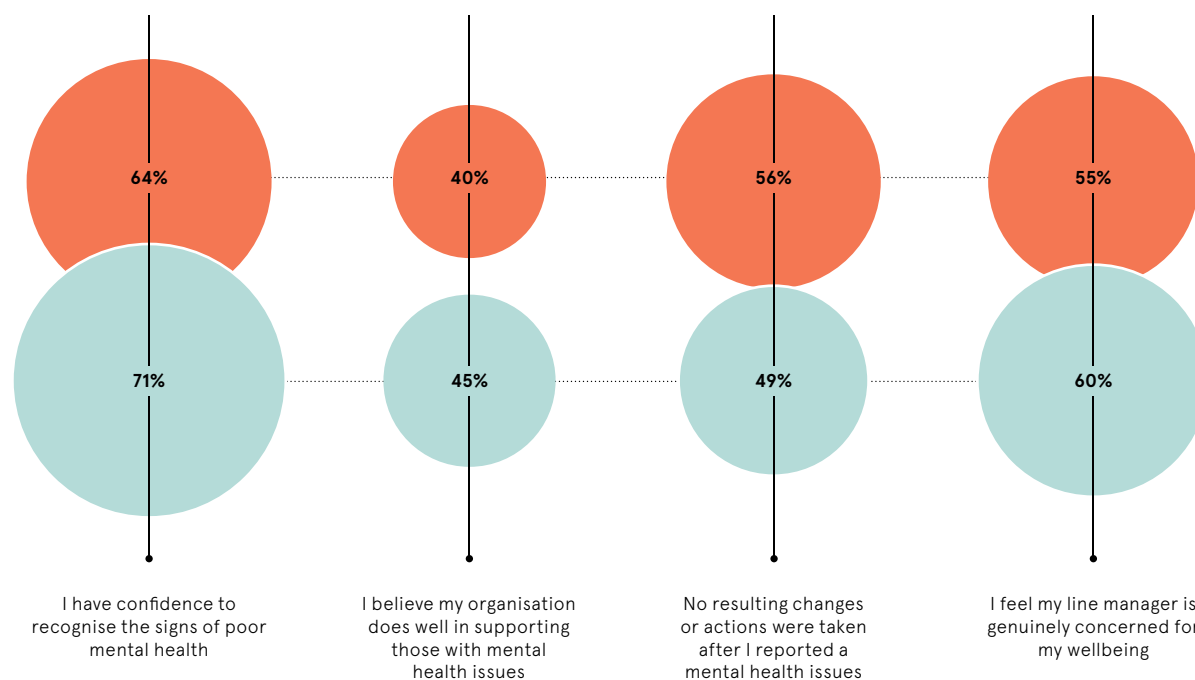 64%
40%
56%
55%
71%
45%
49%
60%
I have confidence to
recognise the signs of poor
mental health
I believe my organisation
does well in supporting
those with mental
health issues
No resulting changes
or actions were taken
after I reported a
mental health issues
I feel my line manager is
genuinely concerned for
my wellbeing